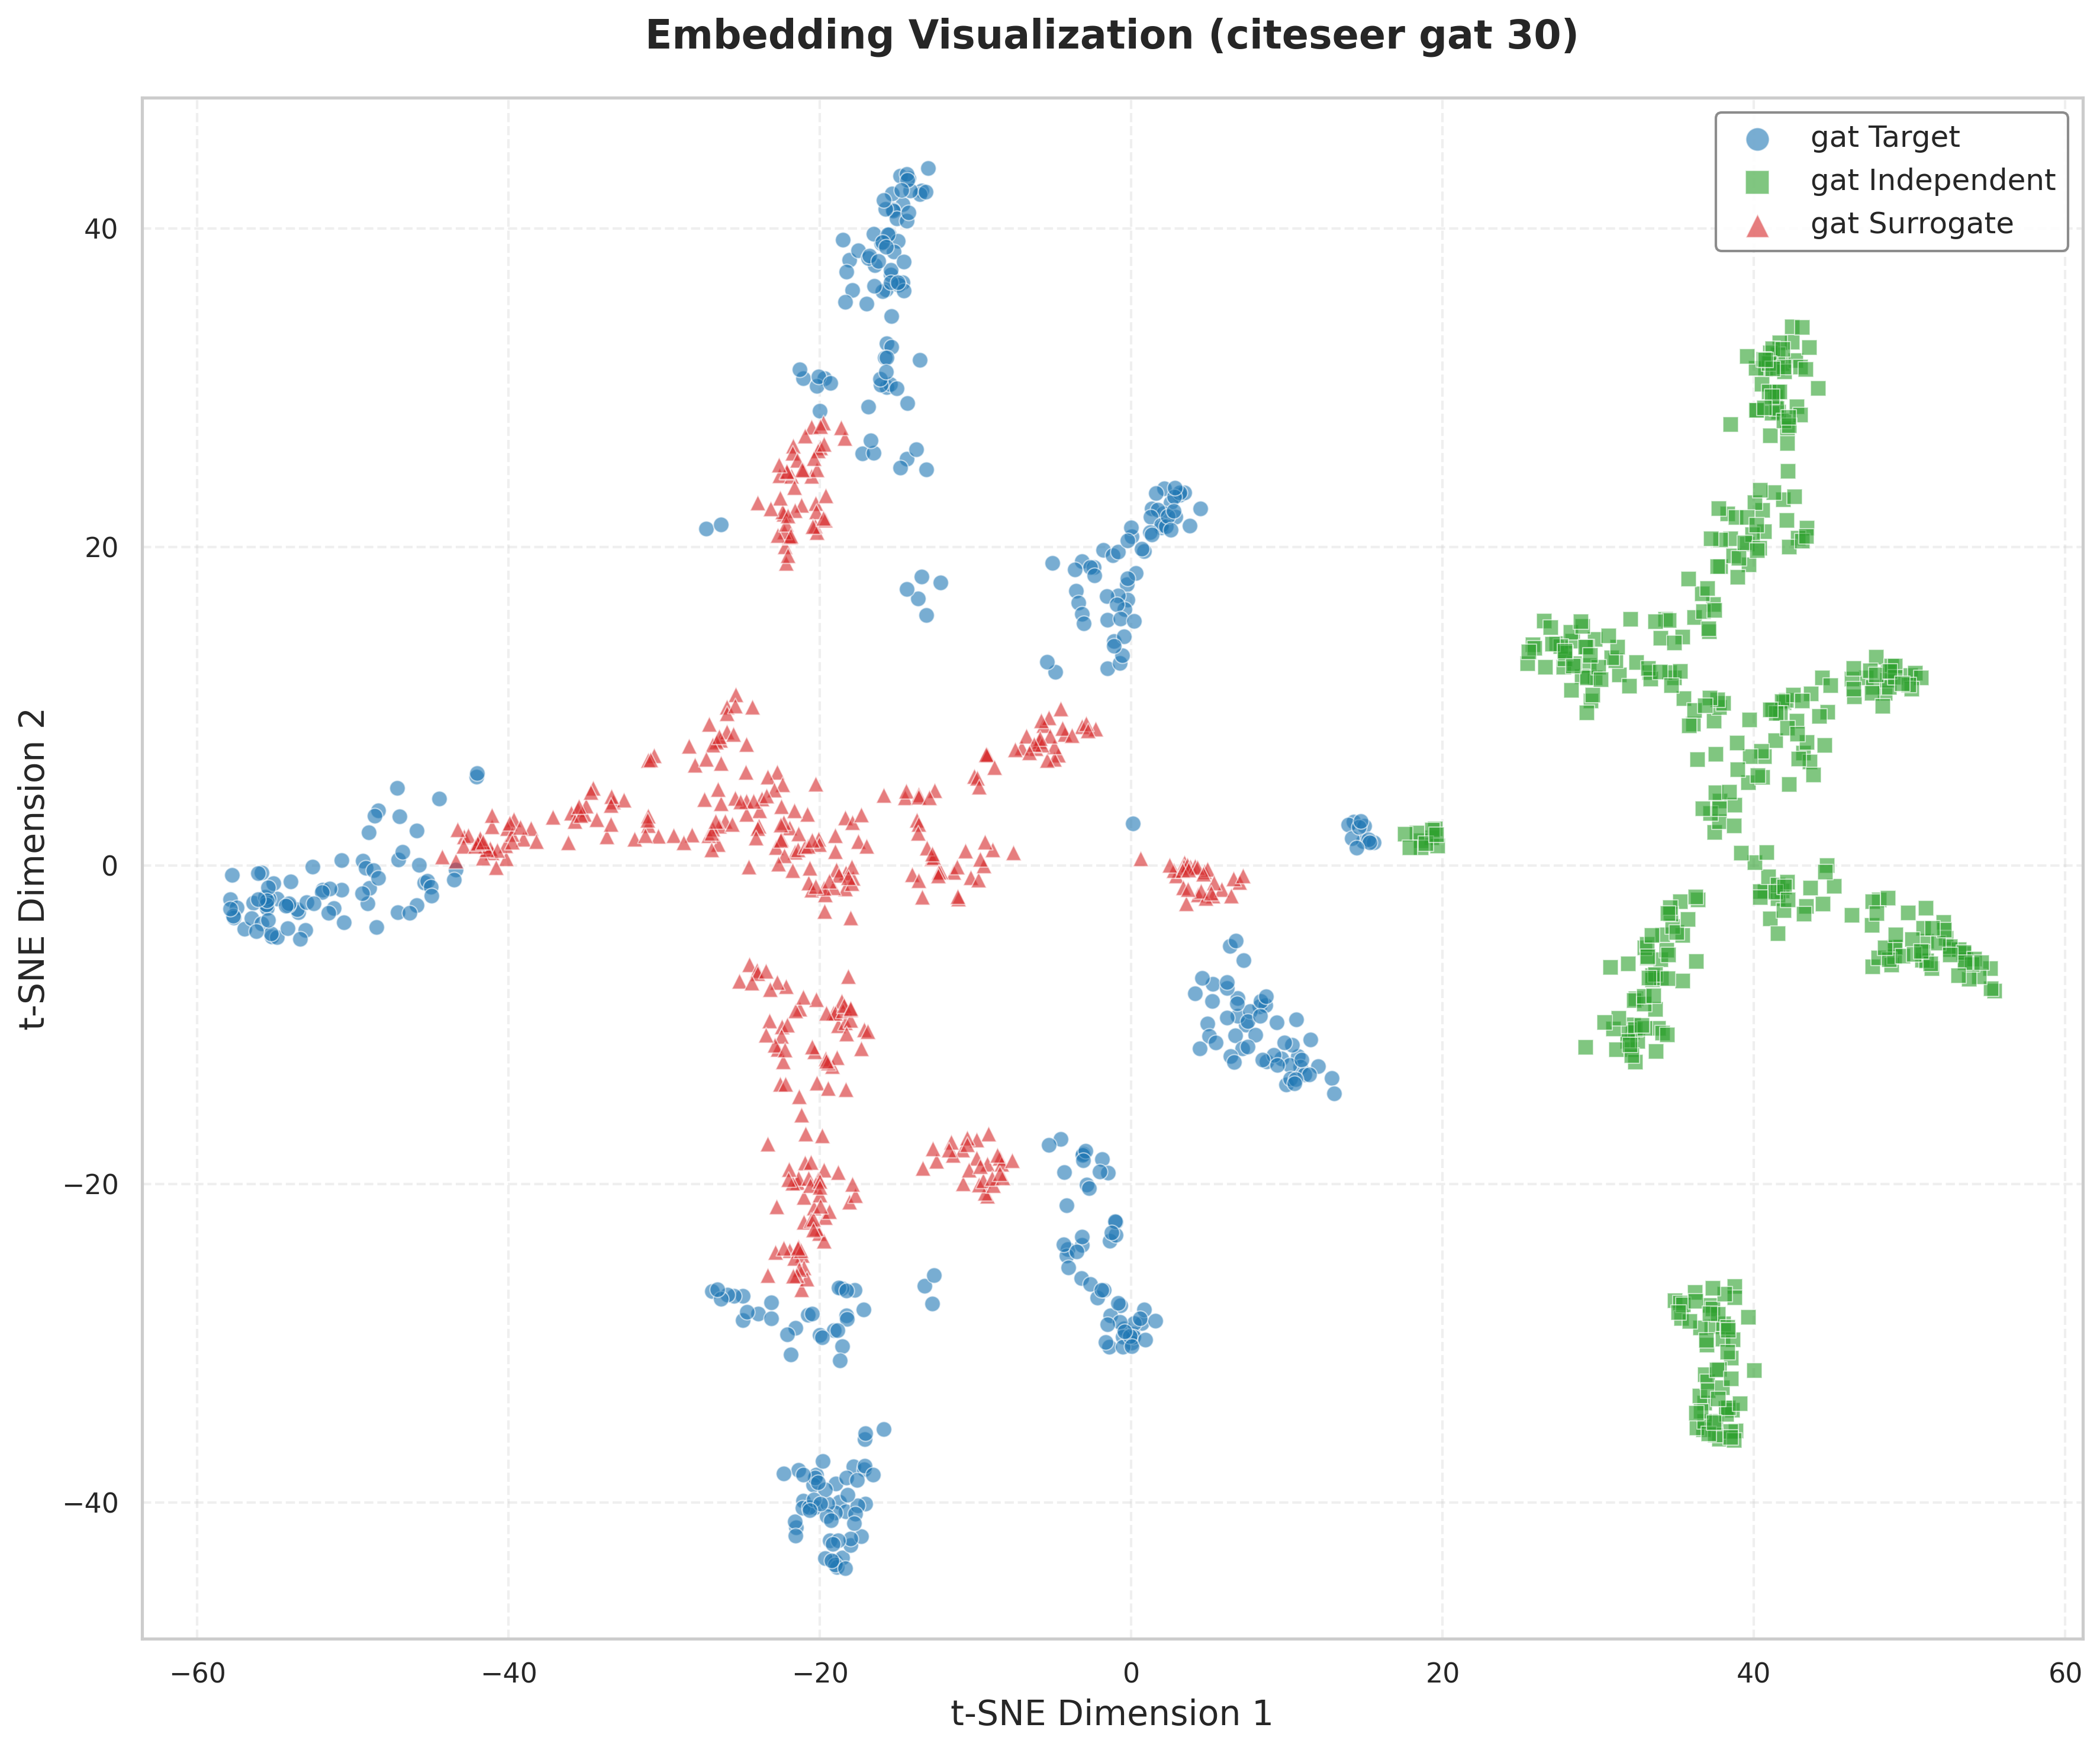 Embedding Visualization (citeseer gat 30)
gat Target
gat Independent
gat Surrogate
40
20
0
−20
−40
t-SNE Dimension 2
−60
−40
−20
0
20
40
60
t-SNE Dimension 1